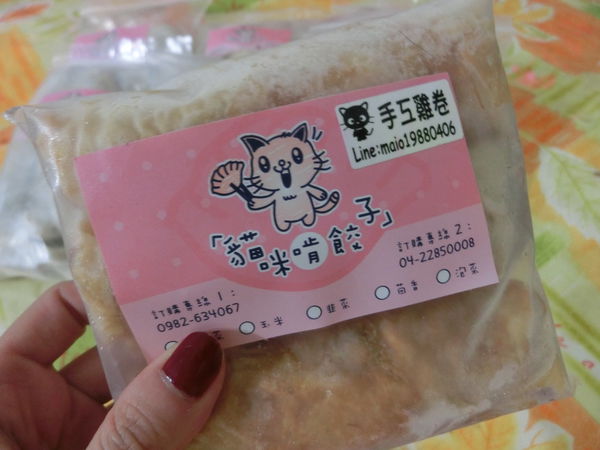 手工雞卷
Line:maio19880406
「貓咪啃餃子」
訂購專線2：
04-22850008
訂購專線1：
0982-634067
菜 玉米 韭菜 茴香 泡菜